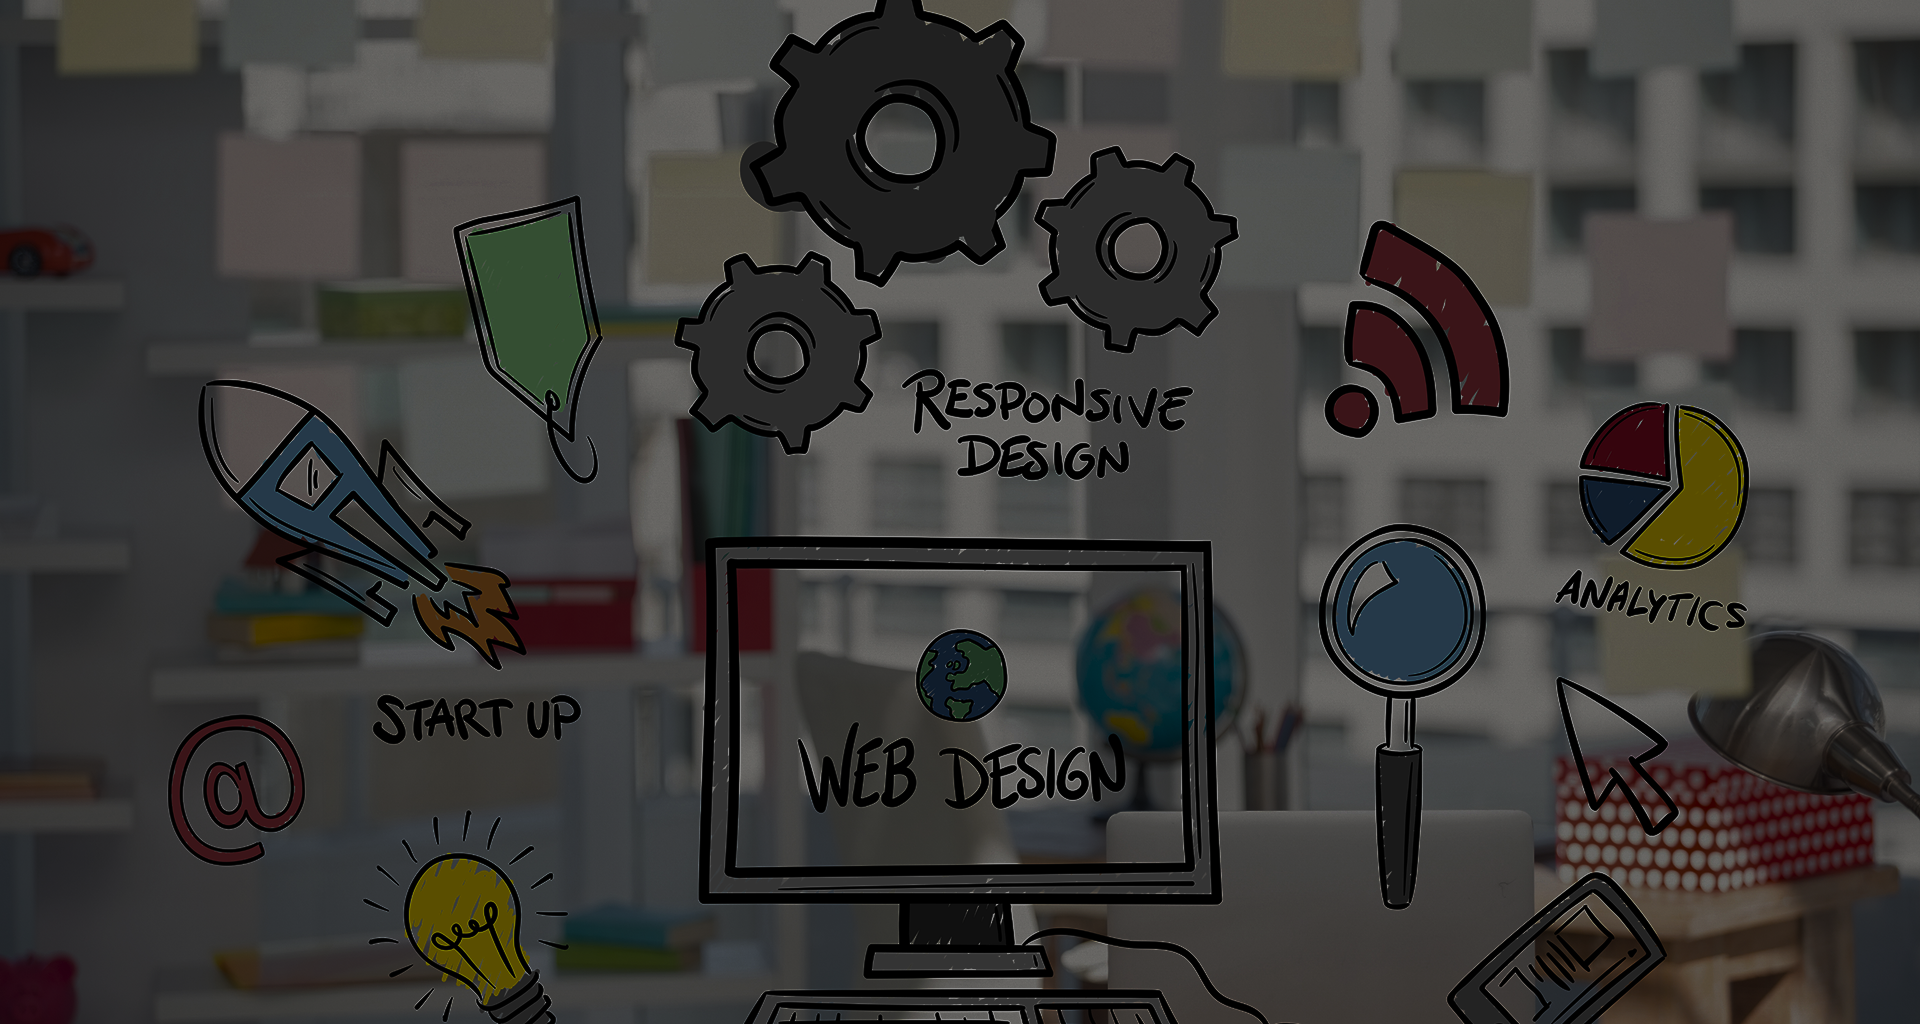 RESPONSIVE
DESIGN
ANALYTICS
START UP
@
WEB DESIGN